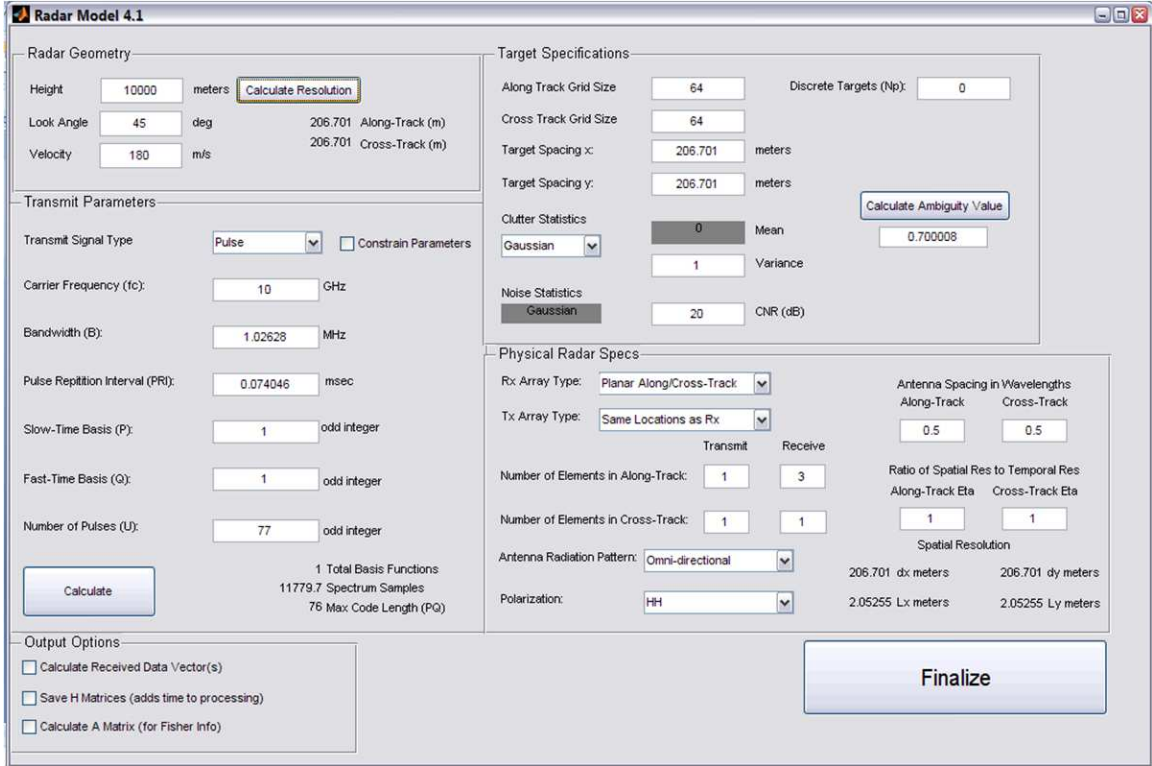 Radar Model 4.1
Radar Geometry
Height 10000 meters Calculate Resolution
Look Angle 45 deg 206.701 Along-Track (m)
206.701 Cross-Track (m)
Velocity 180 m/s
Transmit Parameters
Transmit Signal Type Pulse Constrain Parameters
Carrier Frequency (fc): 10 GHz
Bandwidth (B): 1.02628 MHz
Pulse Repitition Interval (PRI): 0.074046 msec
Slow-Time Basis (P): 1 odd integer
Fast-Time Basis (Q): 1 odd integer
Number of Pulses (U): 77 odd integer
Calculate
1 Total Basis Functions
11779.7 Spectrum Samples
76 Max Code Length (PQ)
Output Options
Calculate Received Data Vector(s)
Save H Matrices (adds time to processing)
Calculate A Matrix (for Fisher Info)
Target Specifications
Along Track Grid Size 64 Discrete Targets (Np): 0
Cross Track Grid Size 64
Target Spacing x: 206.701 meters
Target Spacing y: 206.701 meters
Calculate Ambiguity Value
0.700008
Clutter Statistics
Gaussian
0 Mean
1 Variance
Noise Statistics
Gaussian
20 CNR (dB)
Physical Radar Specs
Rx Array Type: Planar Along/Cross-Track
Tx Array Type: Same Locations as Rx
Transmit Receive
Number of Elements in Along-Track: 1 3
Number of Elements in Cross-Track: 1 1
Antenna Radiation Pattern: Omni-directional
Polarization: HH
Antenna Spacing in Wavelengths
Along-Track Cross-Track
0.5 0.5
Ratio of Spatial Res to Temporal Res
Along-Track Eta Cross-Track Eta
1 1
Spatial Resolution
206.701 dx meters 206.701 dy meters
2.05255 Lx meters 2.05255 Ly meters
Finalize